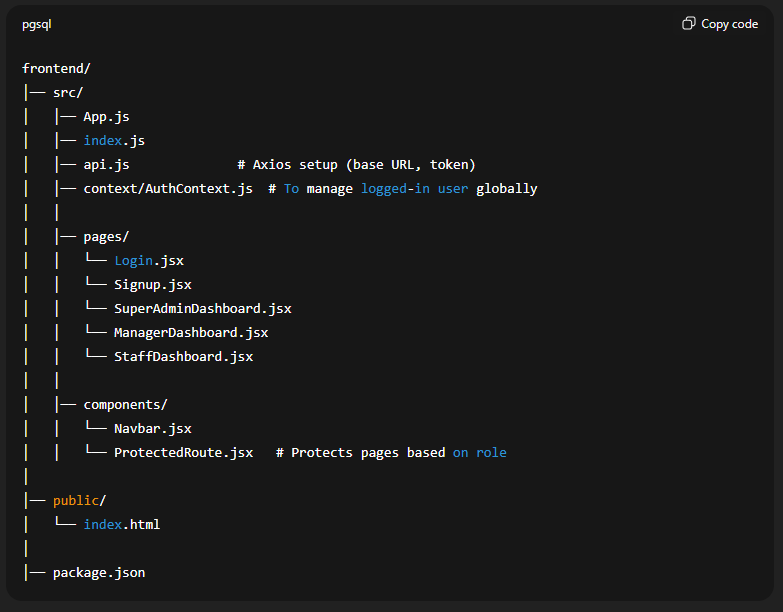 pgsql
Copy code
frontend/
│── src/
│   │── App.js
│   │── index.js
│   │── api.js              # Axios setup (base URL, token)
│   │── context/AuthContext.js  # To manage logged-in user globally
│   │
│   │── pages/
│   │   └── Login.jsx
│   │   └── Signup.jsx
│   │   └── SuperAdminDashboard.jsx
│   │   └── ManagerDashboard.jsx
│   │   └── StaffDashboard.jsx
│   │
│   │── components/
│   │   └── Navbar.jsx
│   │   └── ProtectedRoute.jsx   # Protects pages based on role
│
│── public/
│   └── index.html
│
│── package.json